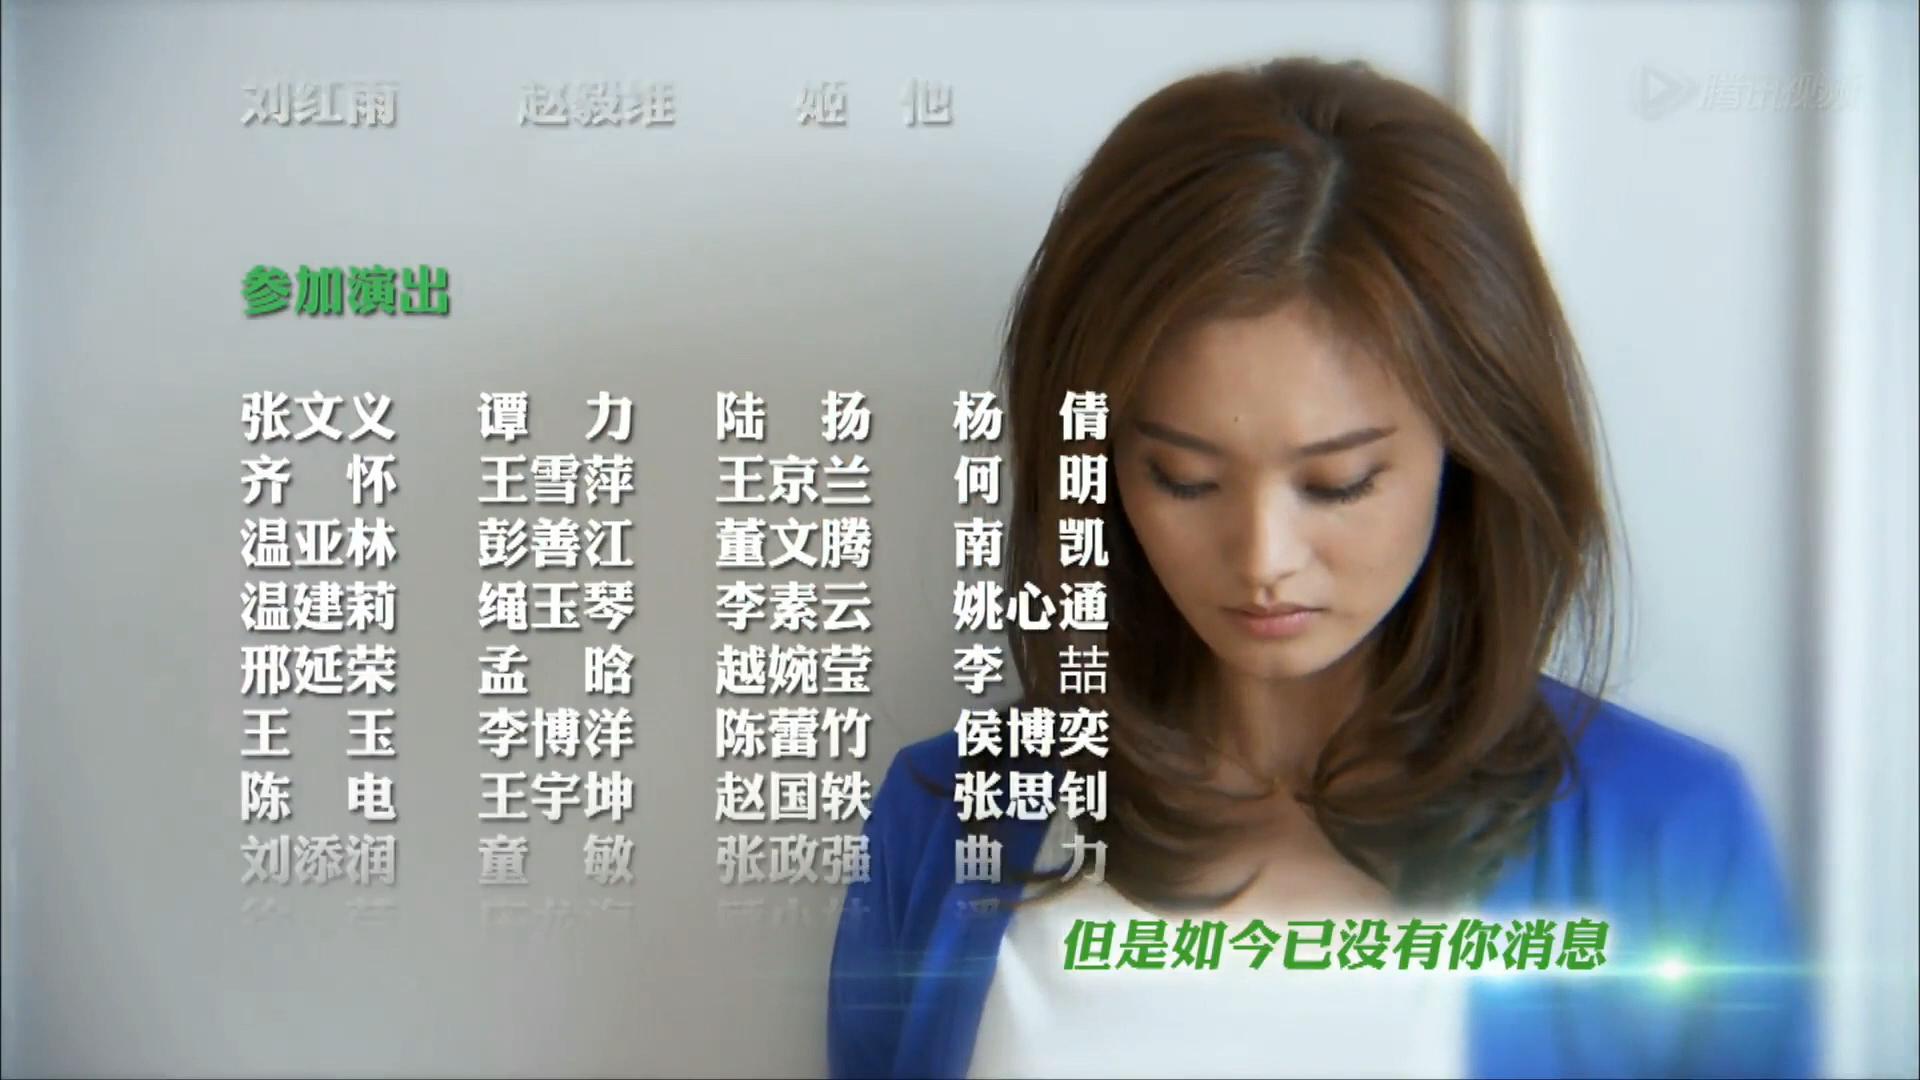 刘红雨 赵毅维 姬他
腾讯视频
参加演出
张文义 谭力 陆扬 杨倩
齐怀 王雪萍 王京兰 何明
温亚林 彭善江 董文腾 南凯
温建莉 绳玉琴 李素云 姚心通
邢延荣 孟晗 越婉莹 李喆
王玉 李博洋 陈蕾竹 侯博奕
陈电 王宇坤 赵国轶 张思钊
刘添润 童敏 张政强 曲力
但是如今已没有你消息